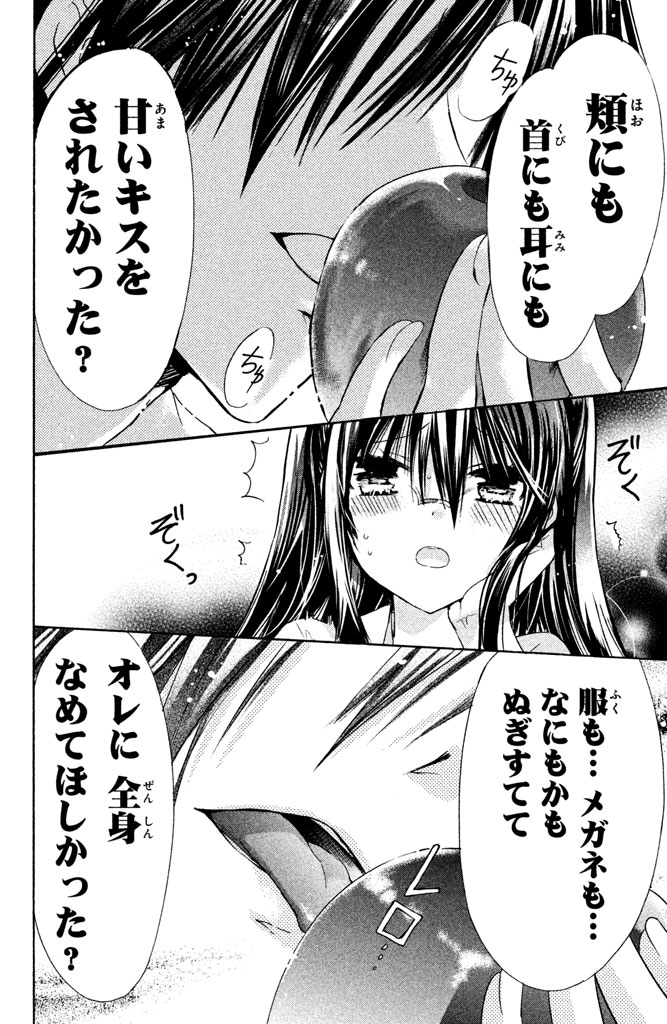 頬にも
首にも耳にも
ちゅ
甘いキスを
されたかった？
ちゅ
ぞく
ぞくっ
服も…メガネも…
なにもかも
ぬぎすてて
ペロ
オレに全身
なめてほしかった？